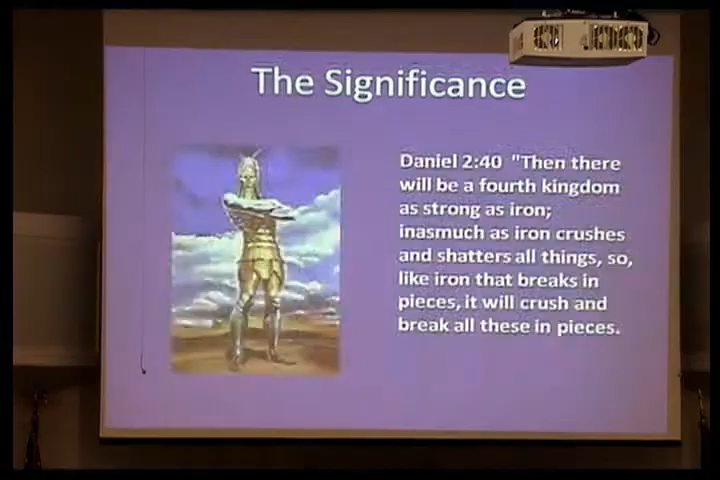 The Significance
Daniel 2:40 "Then there
will be a fourth kingdom
as strong as iron;
inasmuch as iron crushes
and shatters all things, so,
like iron that breaks in
pieces, it will crush and
break all these in pieces.